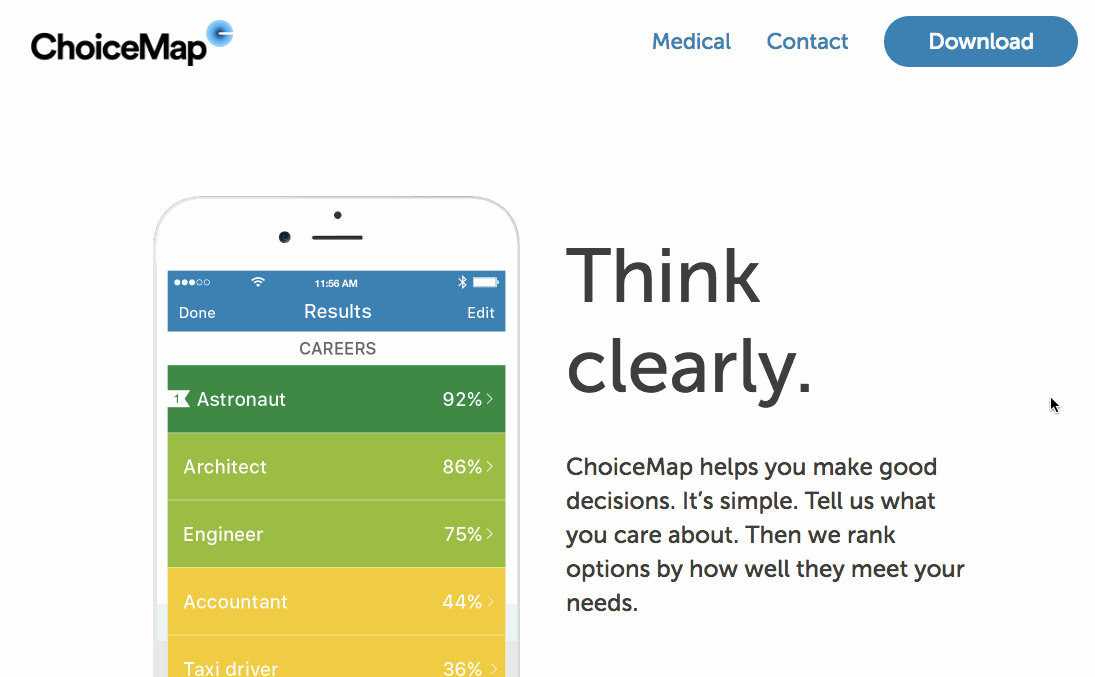 ChoiceMap
Medical Contact Download
11:56 AM
Done Results Edit
CAREERS
1 Astronaut 92%
Architect 86%
Engineer 75%
Accountant 44%
Taxi driver 36%
Think
clearly.
ChoiceMap helps you make good
decisions. It’s simple. Tell us what
you care about. Then we rank
options by how well they meet your
needs.